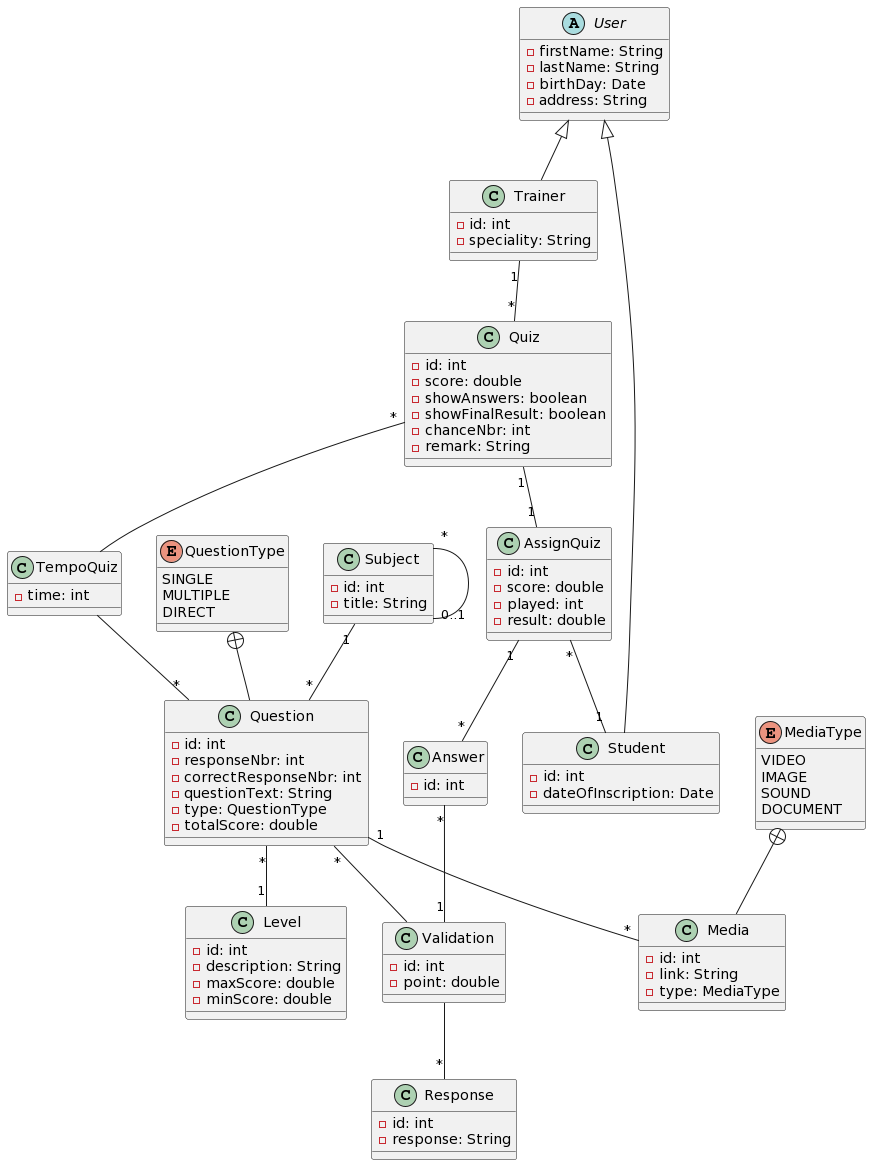 A User
firstName: String
lastName: String
birthDay: Date
address: String
C Trainer
id: int
speciality: String
1
*
C Quiz
id: int
score: double
showAnswers: boolean
showFinalResult: boolean
chanceNbr: int
remark: String
*
1
1
C TempoQuiz
time: int
E QuestionType
SINGLE
MULTIPLE
DIRECT
C Subject
id: int
title: String
*
0..1
C AssignQuiz
id: int
score: double
played: int
result: double
*
1
*
1
*
*
1
C Question
id: int
responseNbr: int
correctResponseNbr: int
questionText: String
type: QuestionType
totalScore: double
C Answer
id: int
C Student
id: int
dateOfInscription: Date
E MediaType
VIDEO
IMAGE
SOUND
DOCUMENT
*
1
*
1
*
*
1
C Level
id: int
description: String
maxScore: double
minScore: double
C Validation
id: int
point: double
C Media
id: int
link: String
type: MediaType
*
C Response
id: int
response: String